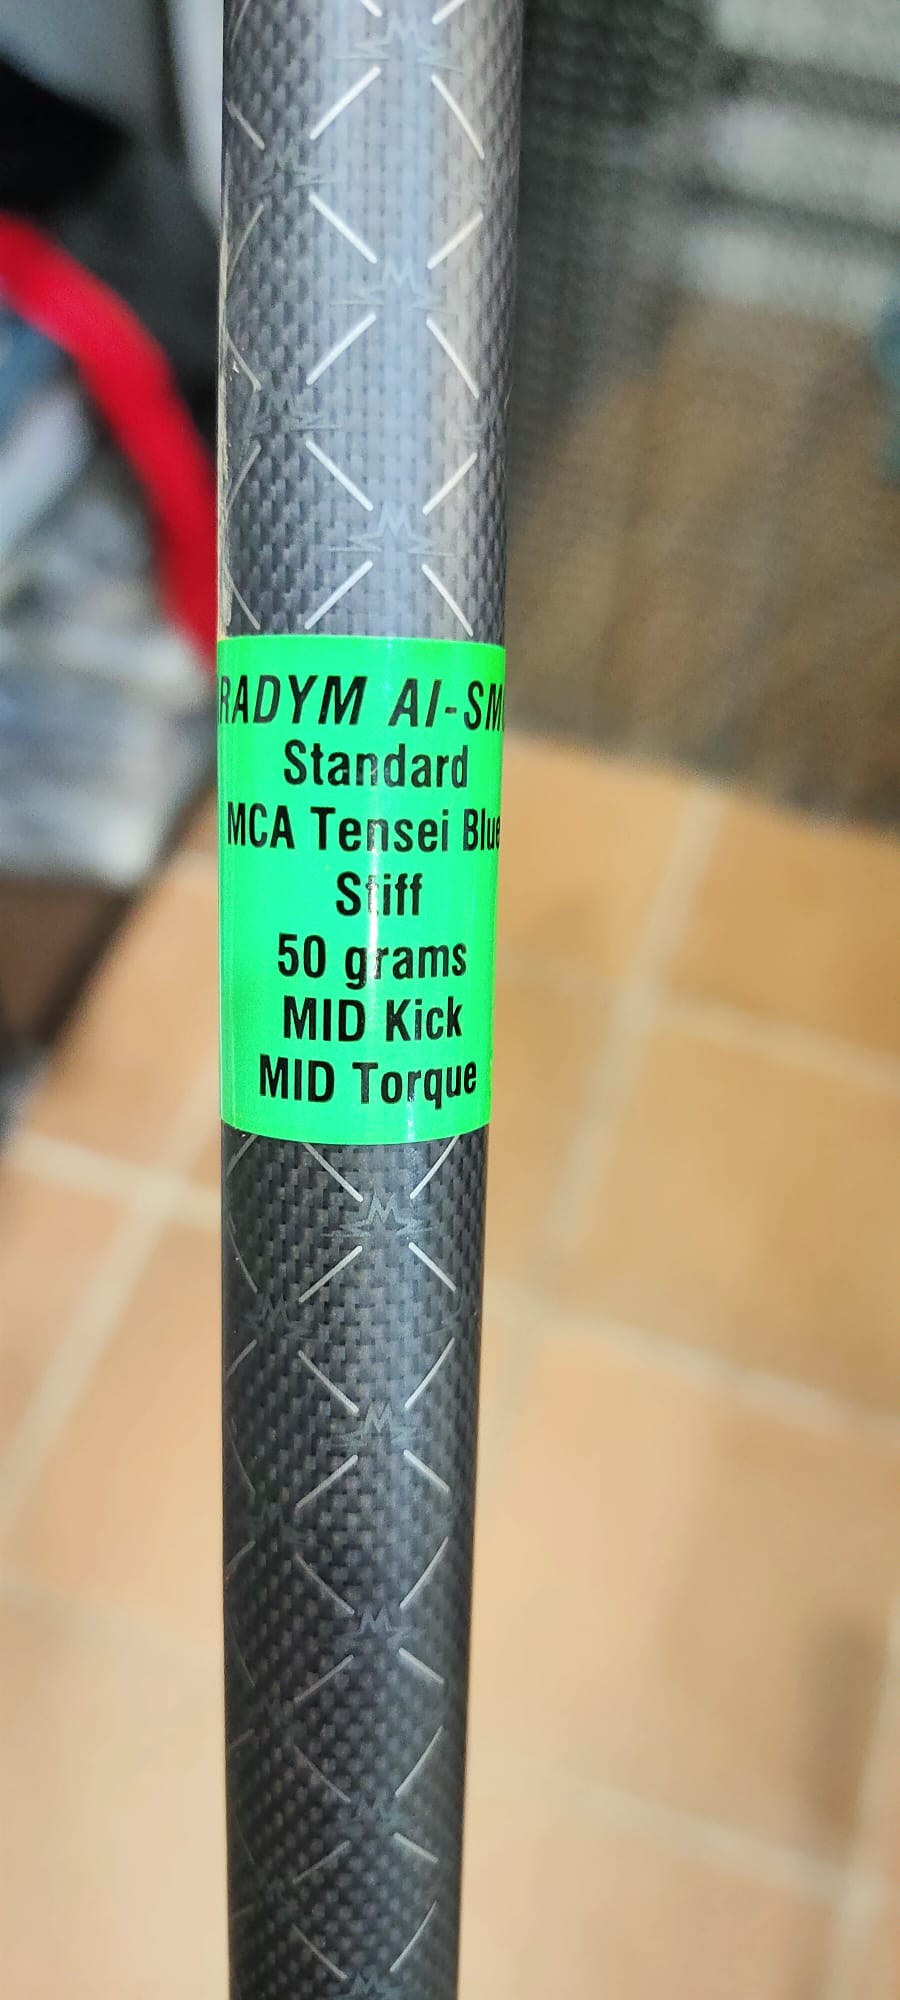 RADYM AI-SM
Standard
MCA Tensei Blue
Stiff
50 grams
MID Kick
MID Torque